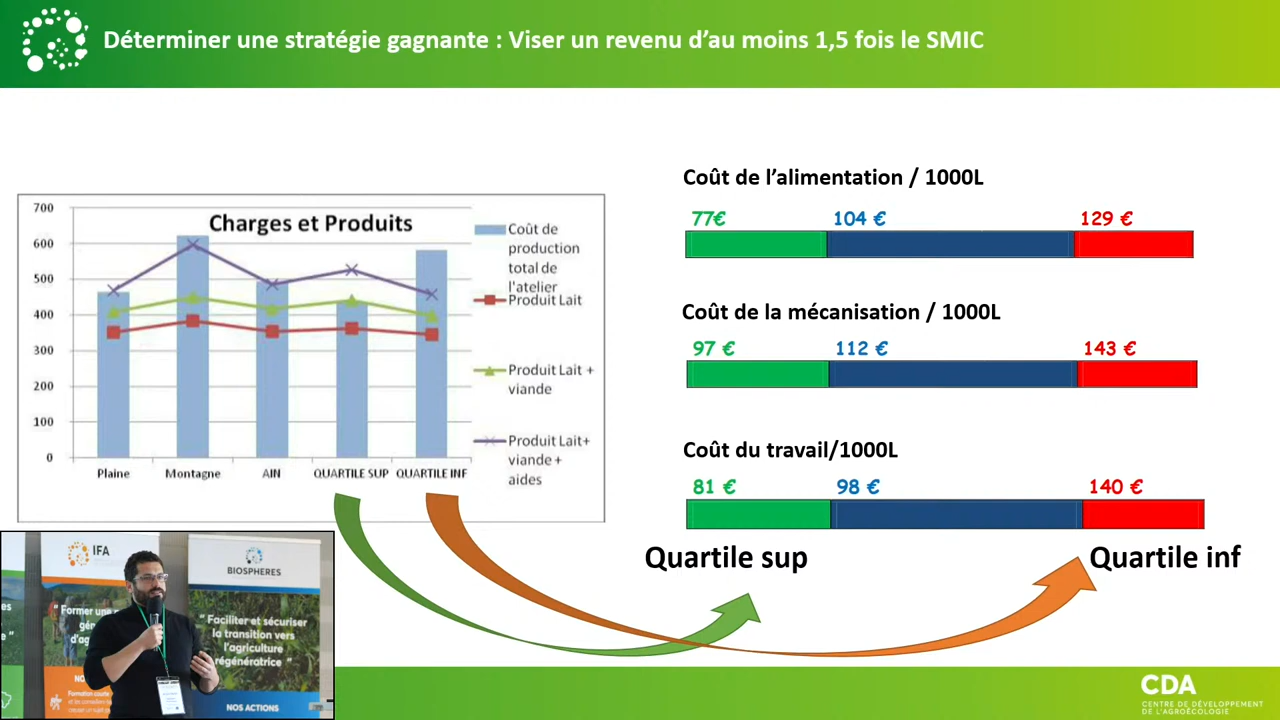 Déterminer une stratégie gagnante : Viser un revenu d'au moins 1,5 fois le SMIC
Charges et Produits
700
600
500
400
300
200
100
0
Plaine
Montagne
AIN
QUARTILE SUP
QUARTILE INF
Coût de
production
total de
l'atelier
Produit Lait
Produit Lait +
viande
Produit Lait+
viande +
aides
Coût de l'alimentation / 1000L
77€
104 €
129 €
Coût de la mécanisation / 1000L
97 €
112 €
143 €
Coût du travail/1000L
81 €
98 €
140 €
Quartile sup
Quartile inf
IFA
" Former une
BIOSPHERES
" Faciliter et sécuriser
la transition vers
l'agriculture
régénératrice "
NOS ACTIONS
CDA
CENTRE DE DÉVELOPPEMENT
DE L'AGROÉCOLOGIE